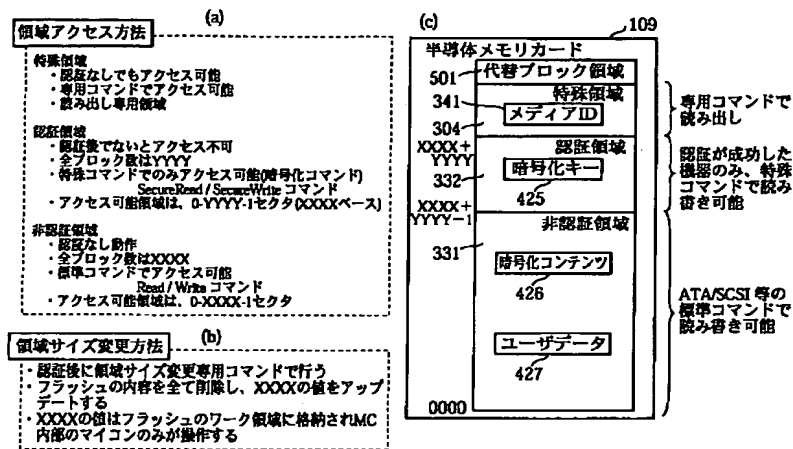 (a)
領域アクセス方法
特殊領域
・認証なしでもアクセス可能
・専用コマンドでアクセス可能
・読み出し専用領域
認証領域
・認証後でないとアクセス不可
・全ブロック数はYYYY
・特殊コマンドでのみアクセス可能(暗号化コマンド)
SecureRead / SecureWrite コマンド
・アクセス可能領域は、0-YYYY-1セクタ(XXXXベース)
非認証領域
・認証なし動作
・全ブロック数はXXXX
・標準コマンドでアクセス可能
Read / Write コマンド
・アクセス可能領域は、0-XXXX-1セクタ
(b)
領域サイズ変更方法
・認証後に領域サイズ変更専用コマンドで行う
・フラッシュの内容を全て削除し、XXXXの値をアップ
デートする
・XXXXの値はフラッシュのワーク領域に格納されMC
内部のマイコンのみが操作する
(c)
109
半導体メモリカード
501
代替ブロック領域
特殊領域
341
メディアID
304
専用コマンドで
読み出し
XXXX+
YYYY
認証領域
332
暗号化キー
425
認証が成功した
機器のみ、特殊
コマンドで読み
書き可能
XXXX+
YYYY-1
非認証領域
331
暗号化コンテンツ
426
ユーザデータ
427
ATA/SCSI 等の
標準コマンドで
読み書き可能
0000